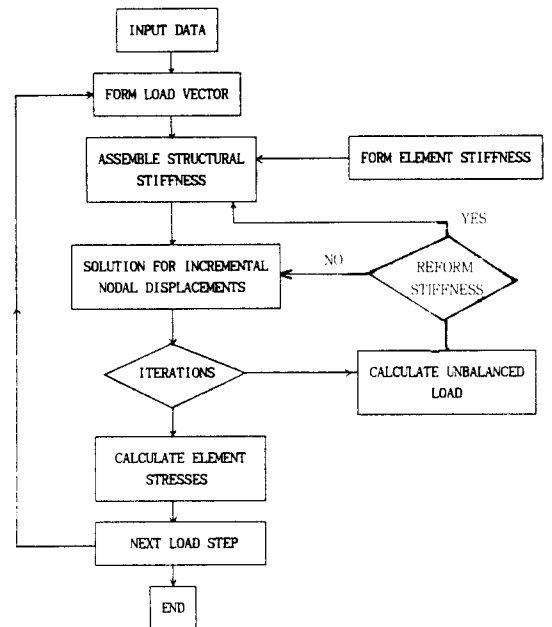 INPUT DATA
FORM LOAD VECTOR
ASSEMBLE STRUCTURAL
STIFFNESS
FORM ELEMENT STIFFNESS
YES
NO
REFORM
STIFFNESS
SOLUTION FOR INCREMENTAL
NODAL DISPLACEMENTS
ITERATIONS
CALCULATE UNBALANCED
LOAD
CALCULATE ELEMENT
STRESSES
NEXT LOAD STEP
END